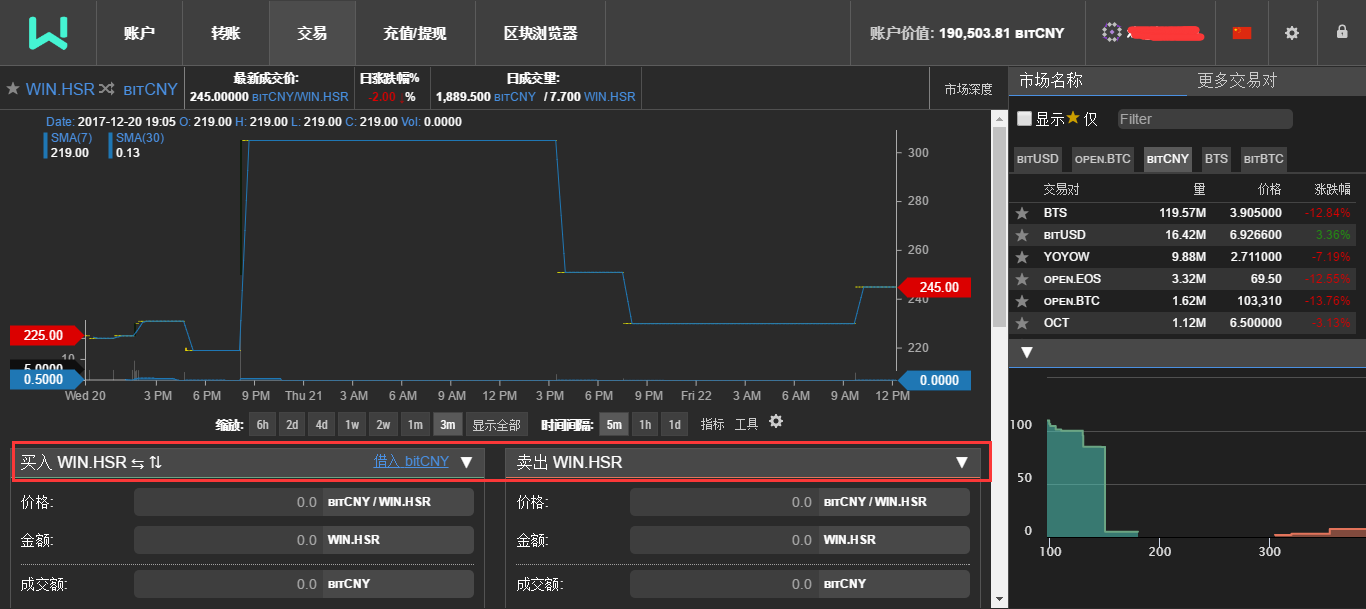 账户 转账 交易 充值/提现 区块浏览器 账户价值: 190,503.81 BITCNY
WIN.HSR BITCNY
最新成交价: 日涨跌幅% 日成交量:
245.00000 BITCNY/WIN.HSR -2.00 % 1,889.500 BITCNY / 7.700 WIN.HSR
市场深度
Date: 2017-12-20 19:05 O: 219.00 H: 219.00 L: 219.00 C: 219.00 Vol: 0.0000
SMA(7) SMA(30)
219.00 0.13
300
280
260
245.00
240
225.00
220
10
5.0000
0.5000 0.0000
Wed 20 3 PM 6 PM 9 PM Thu 21 3 AM 6 AM 9 AM 12 PM 3 PM 6 PM 9 PM Fri 22 3 AM 6 AM 9 AM 12 PM
缩放: 6h 2d 4d 1w 2w 1m 3m 显示全部 时间间隔: 5m 1h 1d 指标 工具
买入 WIN.HSR ⇆ ⇅ 借入 bitCNY ▼
价格: 0.0 BITCNY / WIN.HSR
金额: 0.0 WIN.HSR
成交额: 0.0 BITCNY
卖出 WIN.HSR ▼
价格: 0.0 BITCNY / WIN.HSR
金额: 0.0 WIN.HSR
成交额: 0.0 BITCNY
市场名称 更多交易对
显示★仅 Filter
BITUSD OPEN.BTC BITCNY BTS BITBTC
交易对 量 价格 涨跌幅
BTS 119.57M 3.905000 -12.84%
BITUSD 16.42M 6.926600 3.36%
YOYOW 9.88M 2.711000 -7.19%
OPEN.EOS 3.32M 69.50 -12.55%
OPEN.BTC 1.62M 103,310 -13.76%
OCT 1.12M 6.500000 -3.13%
▼
100
50
0
100 200 300